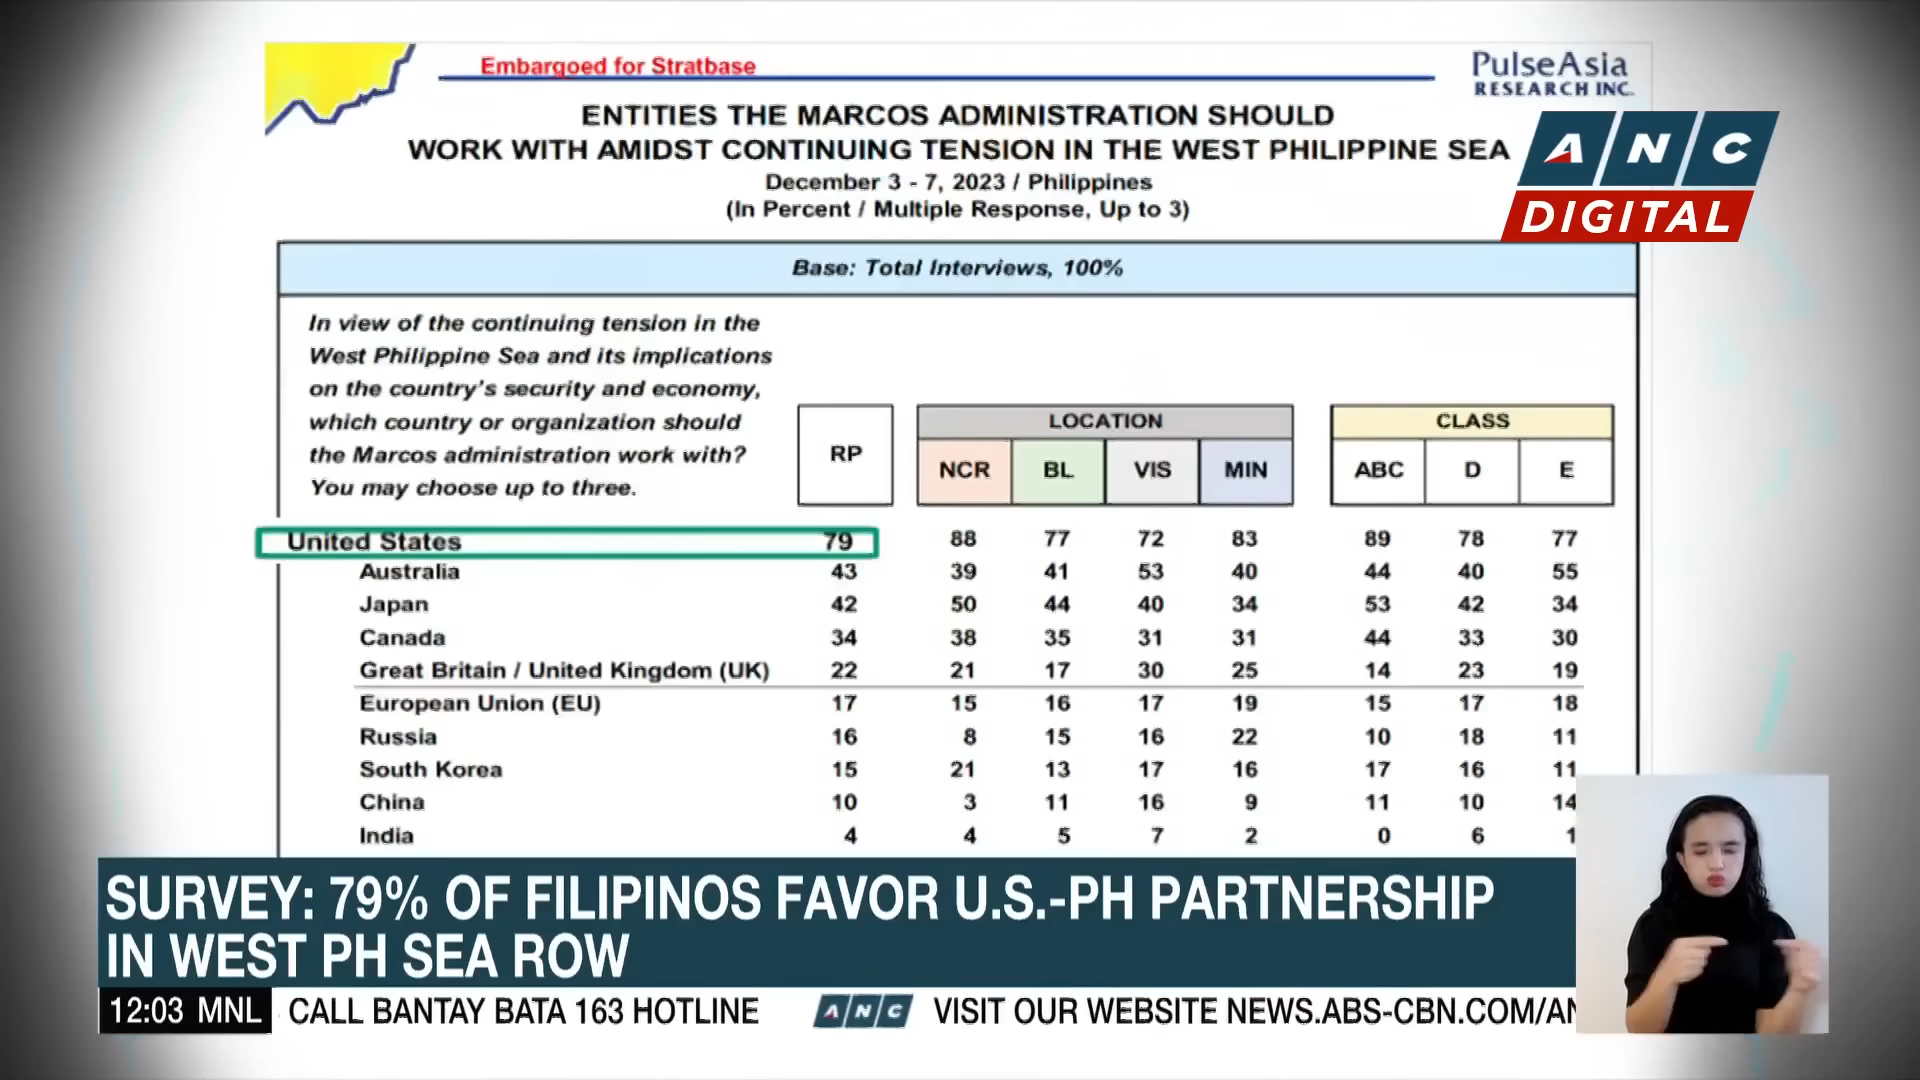 Embargoed for Stratbase
PulseAsia
RESEARCH INC.
ENTITIES THE MARCOS ADMINISTRATION SHOULD
WORK WITH AMIDST CONTINUING TENSION IN THE WEST PHILIPPINE SEA
December 3 - 7, 2023 / Philippines
(In Percent / Multiple Response, Up to 3)
ANC
DIGITAL
Base: Total Interviews, 100%
In view of the continuing tension in the
West Philippine Sea and its implications
on the country's security and economy,
which country or organization should
the Marcos administration work with?
You may choose up to three.
RP
LOCATION
CLASS
NCR BL VIS MIN ABC D E
United States 79 88 77 72 83 89 78 77
Australia 43 39 41 53 40 44 40 55
Japan 42 50 44 40 34 53 42 34
Canada 34 38 35 31 31 44 33 30
Great Britain / United Kingdom (UK) 22 21 17 30 25 14 23 19
European Union (EU) 17 15 16 17 19 15 17 18
Russia 16 8 15 16 22 10 18 11
South Korea 15 21 13 17 16 17 16 11
China 10 3 11 16 9 11 10 14
India 4 4 5 7 2 0 6
SURVEY: 79% OF FILIPINOS FAVOR U.S.-PH PARTNERSHIP
IN WEST PH SEA ROW
12:03 MNL CALL BANTAY BATA 163 HOTLINE ANC VISIT OUR WEBSITE NEWS.ABS-CBN.COM/AN